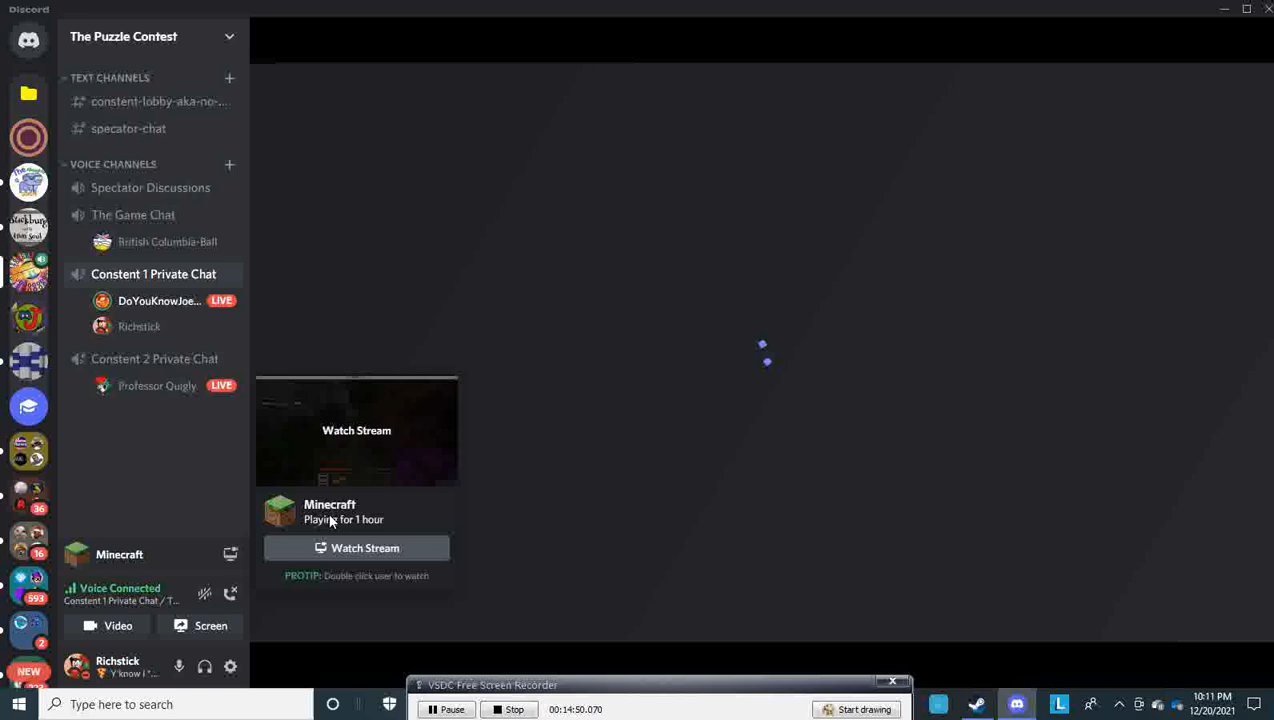 Discord
The Puzzle Contest
TEXT CHANNELS
constent-lobby-aka-no-...
specator-chat
VOICE CHANNELS
Spectator Discussions
The Game Chat
British Columbia-Ball
Constent 1 Private Chat
DoYouKnowJoe... LIVE
Richstick
Constent 2 Private Chat
Professor Quigly LIVE
Watch Stream
Minecraft
Playing for 1 hour
Watch Stream
PROTIP: Double click user to watch
36
16
593
2
NEW
Minecraft
Voice Connected
Constent 1 Private Chat / T...
Video
Screen
Richstick
Y'know i "...
VSDC Free Screen Recorder
Pause
Stop
00:14:50.070
Start drawing
Type here to search
L
10:11 PM
12/20/2021